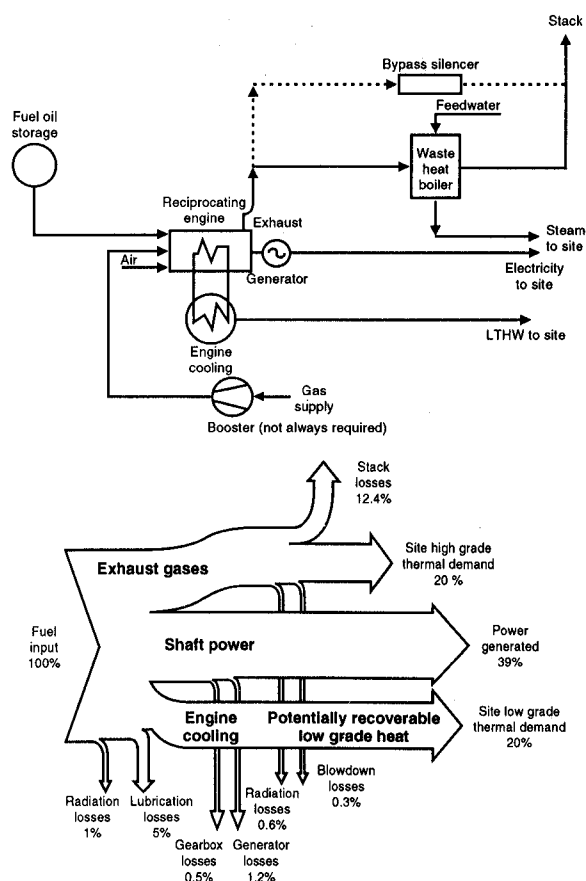 Stack
Bypass silencer
Fuel oil
storage
Feedwater
Waste
heat
boiler
Reciprocating
engine
Exhaust
Steam
to site
Air
Generator
Electricity
to site
LTHW to site
Engine
cooling
Gas
supply
Booster (not always required)
Stack
losses
12.4%
Exhaust gases
Site high grade
thermal demand
20 %
Fuel
input
100%
Shaft power
Power
generated
39%
Engine
cooling
Potentially recoverable
low grade heat
Site low grade
thermal demand
20%
Radiation
losses
1%
Lubrication
losses
5%
Gearbox
losses
0.5%
Generator
losses
1.2%
Radiation
losses
0.6%
Blowdown
losses
0.3%